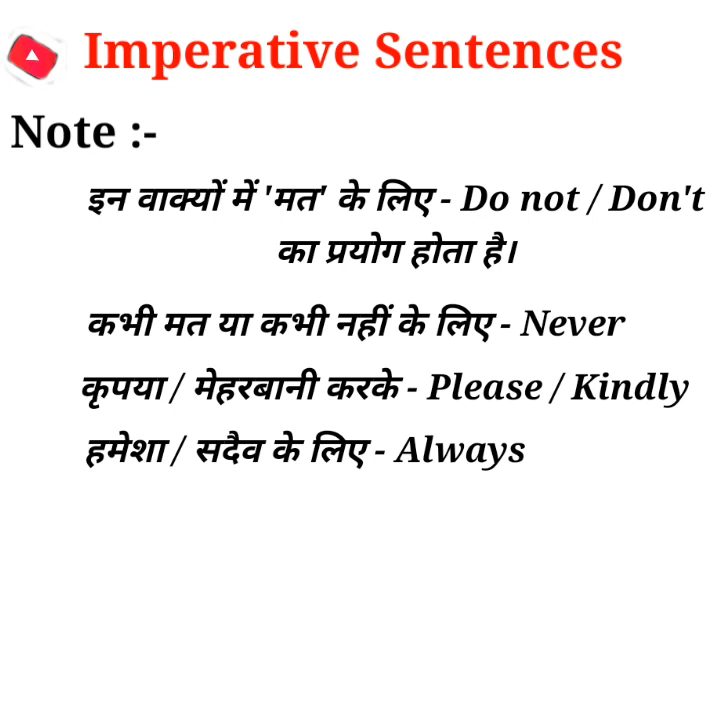 Imperative Sentences
Note :-
इन वाक्यों में 'मत' के लिए - Do not / Don't
का प्रयोग होता है।
कभी मत या कभी नहीं के लिए - Never
कृपया / मेहरबानी करके - Please / Kindly
हमेशा / सदैव के लिए - Always